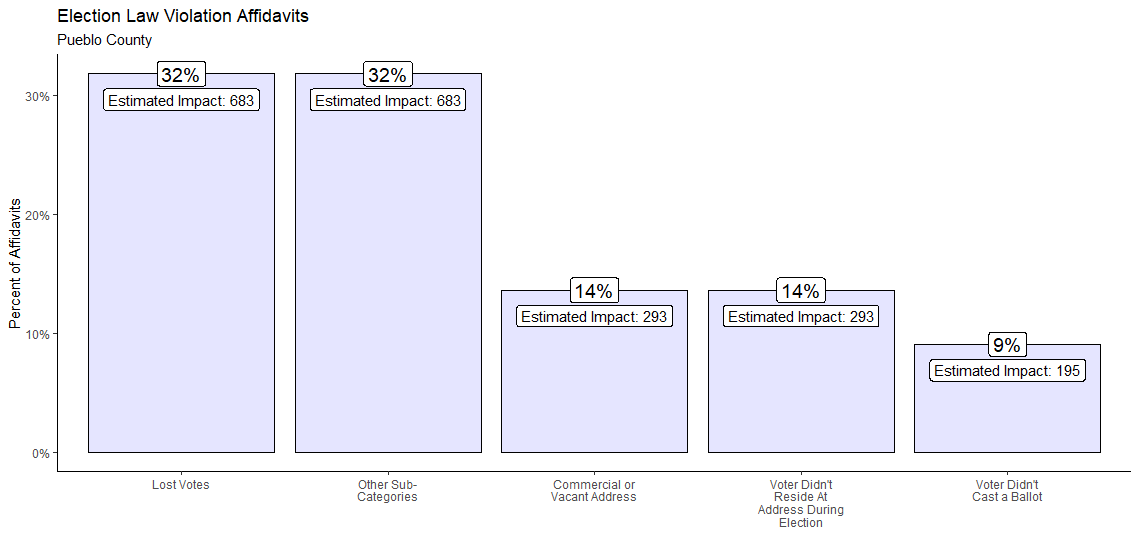 Election Law Violation Affidavits
Pueblo County
Percent of Affidavits
30%
20%
10%
0%
32%
Estimated Impact: 683
32%
Estimated Impact: 683
14%
Estimated Impact: 293
14%
Estimated Impact: 293
9%
Estimated Impact: 195
Lost Votes
Other Sub-
Categories
Commercial or
Vacant Address
Voter Didn't
Reside At
Address During
Election
Voter Didn't
Cast a Ballot